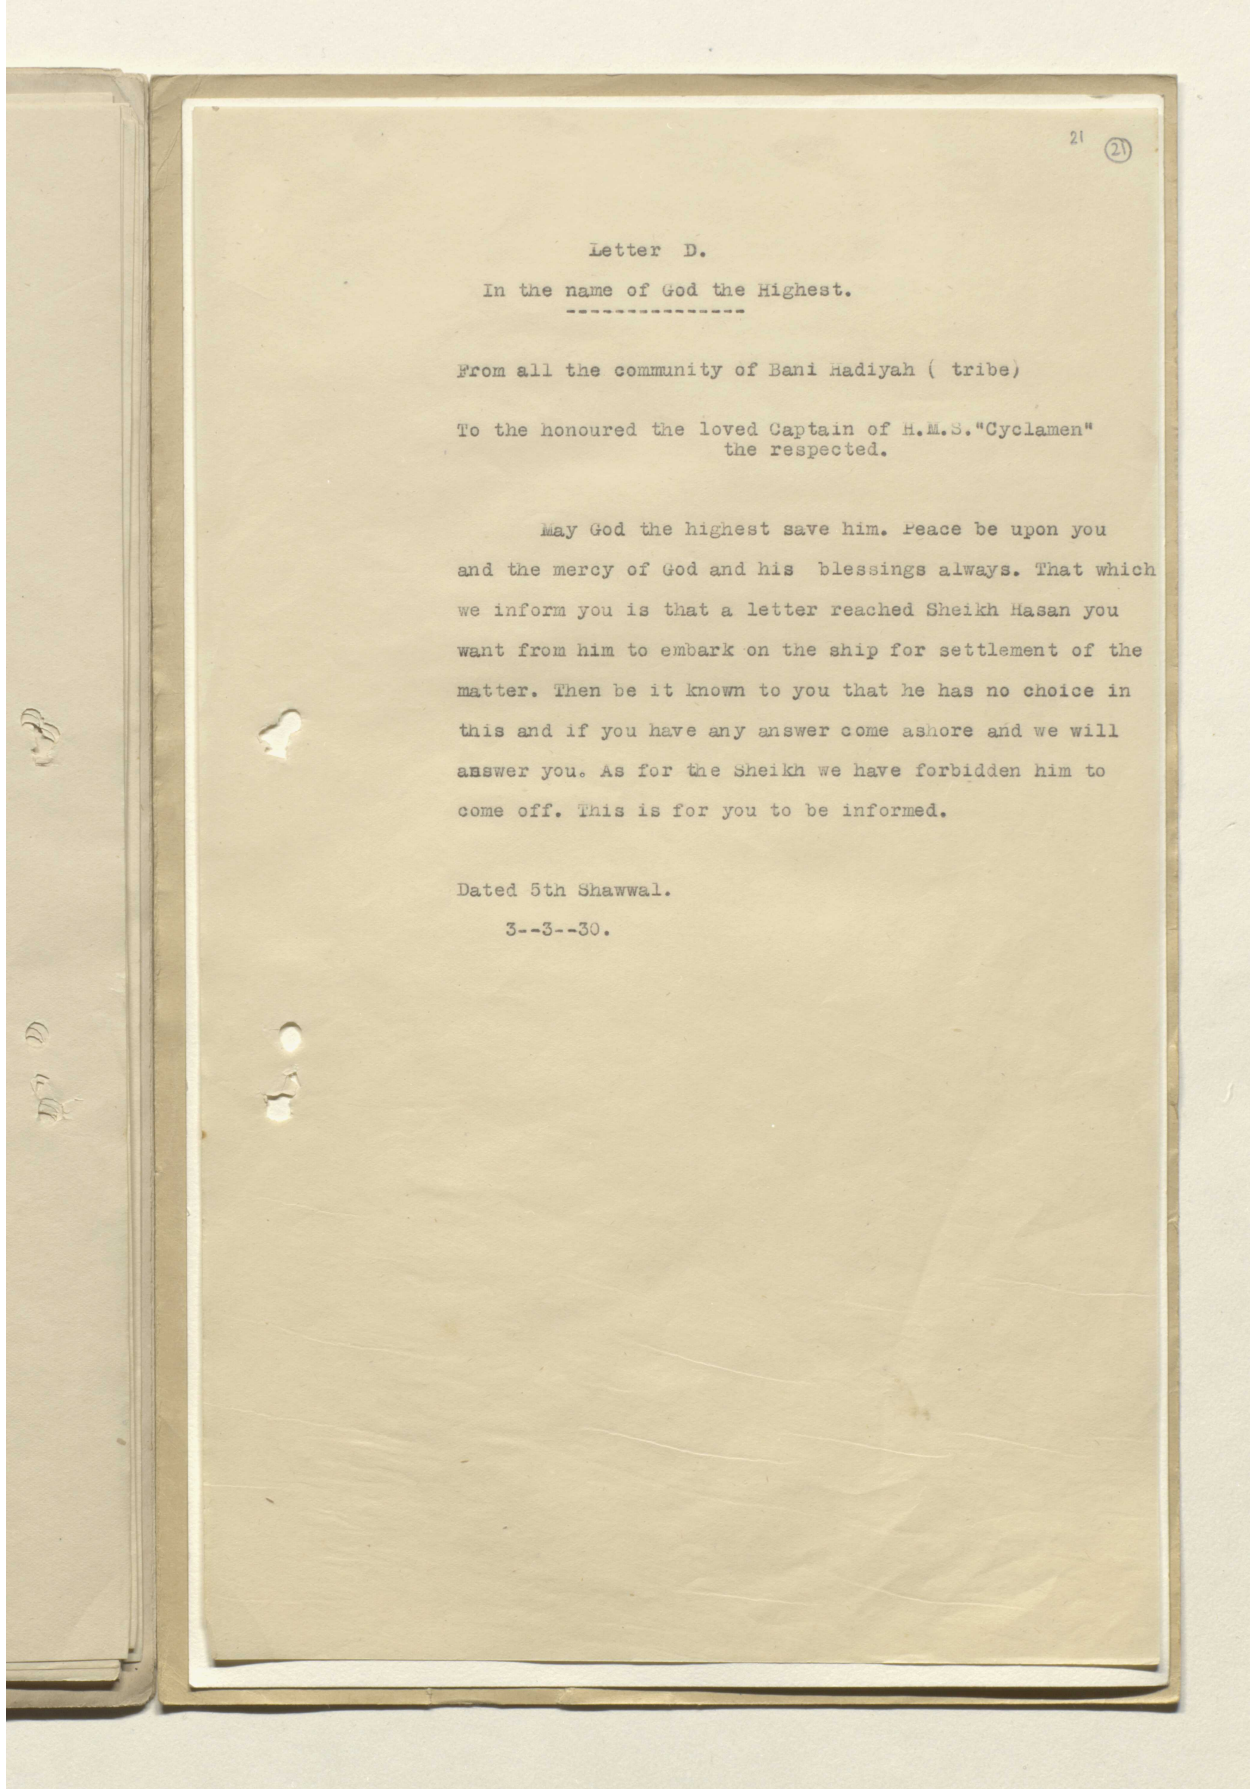 21 21
Letter D.
In the name of God the Highest.
---------------
From all the community of Bani Hadiyah ( tribe)
To the honoured the loved Captain of H.M.S."Cyclamen"
the respected.
May God the highest save him. Peace be upon you
and the mercy of God and his blessings always. That which
we inform you is that a letter reached Sheikh Hasan you
want from him to embark on the ship for settlement of the
matter. Then be it known to you that he has no choice in
this and if you have any answer come ashore and we will
answer you. As for the Sheikh we have forbidden him to
come off. This is for you to be informed.
Dated 5th Shawwal.
3--3--30.